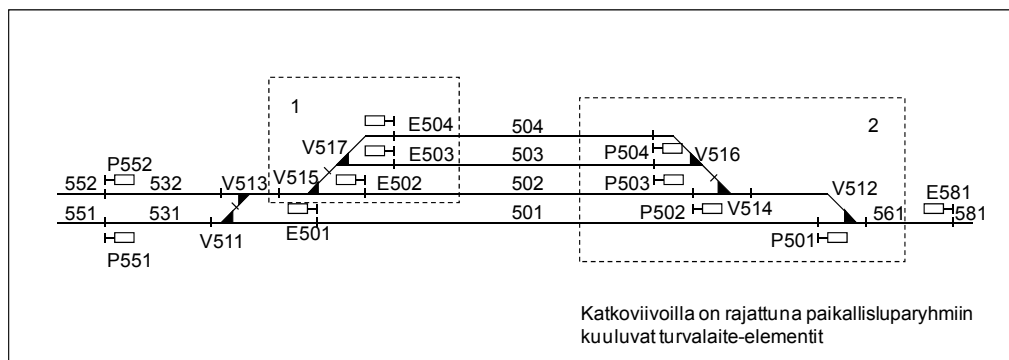 1
2
E504
504
V517
E503
503
P504
V516
P552
V515
P503
552
532
V513
E502
502
V512
E581
551
531
501
P502
V514
561
581
V511
E501
P501
P551
Katkoviivoilla on rajattuna paikallisluparyhmiin
kuuluvat turvalaite-elementit